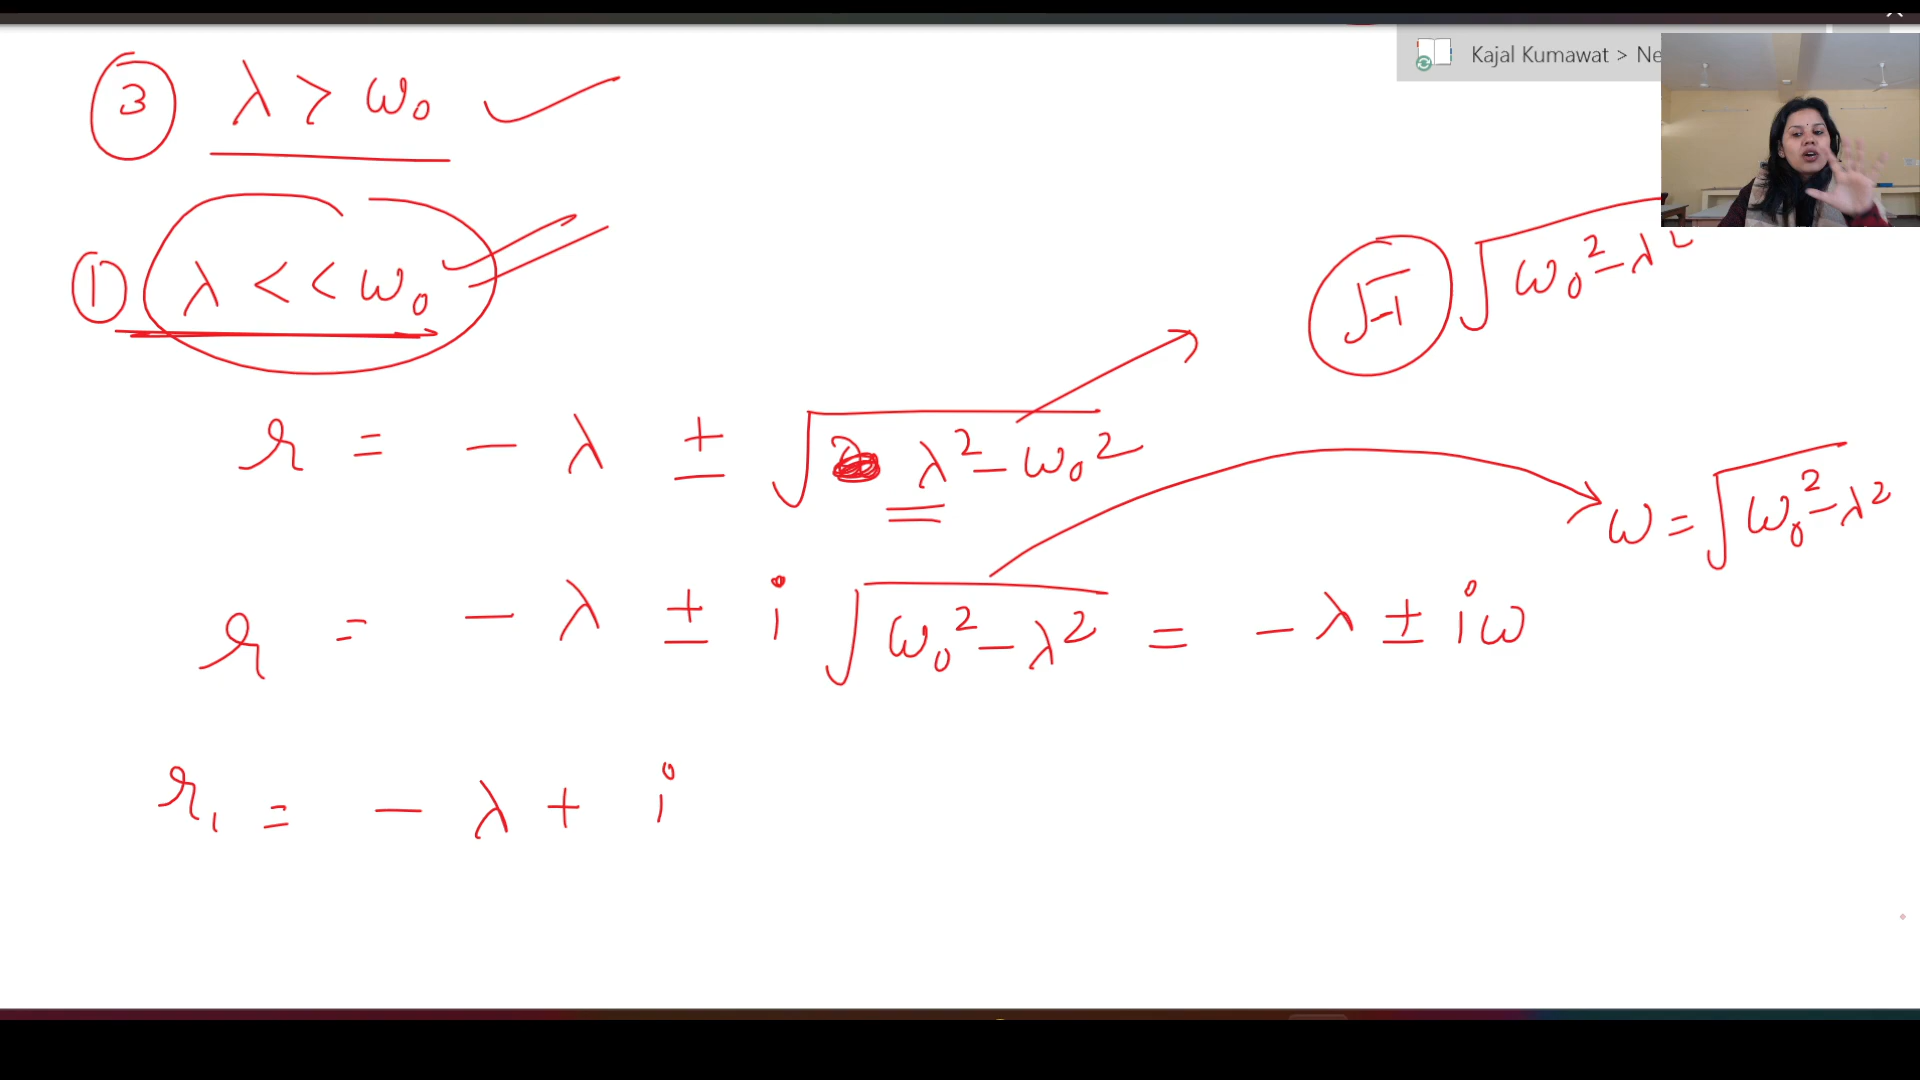 Kajal Kumawat > Ne
③ λ > ω₀ ✓
① λ << ω₀
√-1 √ω₀² - λ²
r = - λ ± √λ² - ω₀²
ω = √ω₀² - λ²
r = - λ ± i √ω₀² - λ² = - λ ± iω
r₁ = - λ + i